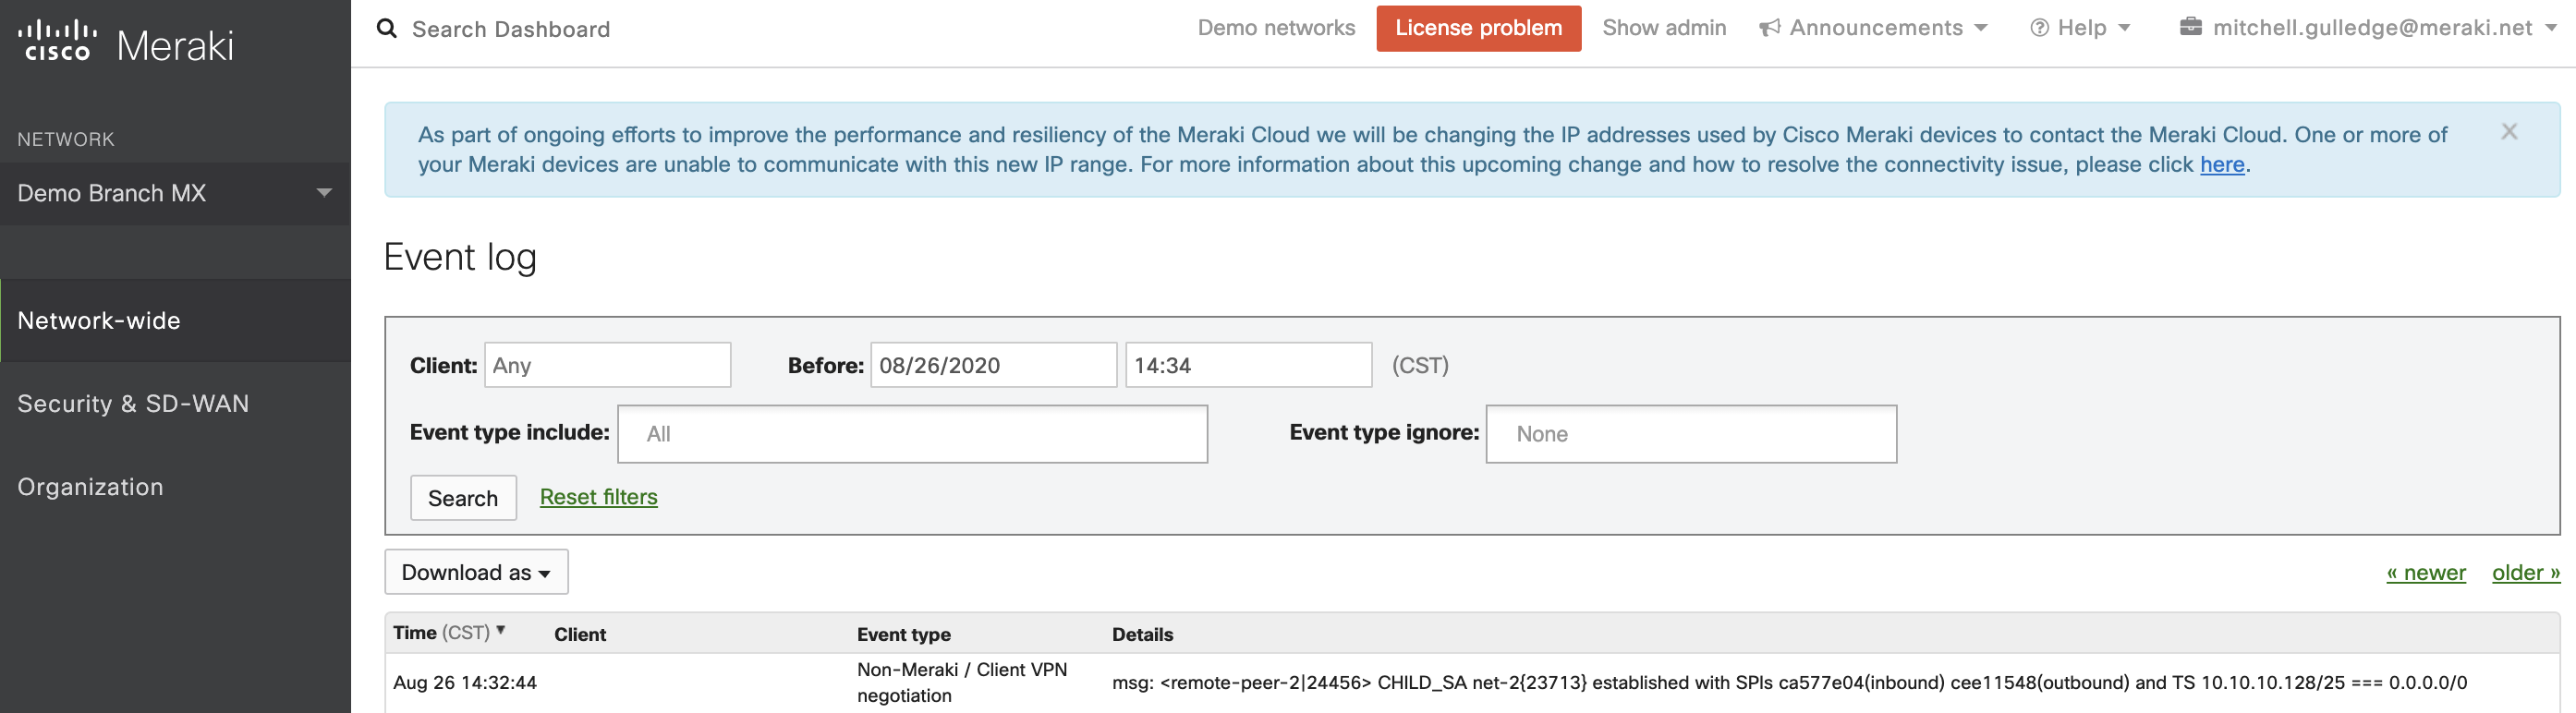 cisco Meraki
Search Dashboard
Demo networks
License problem
Show admin
Announcements
Help
mitchell.gulledge@meraki.net
NETWORK
Demo Branch MX
Network-wide
Security & SD-WAN
Organization
As part of ongoing efforts to improve the performance and resiliency of the Meraki Cloud we will be changing the IP addresses used by Cisco Meraki devices to contact the Meraki Cloud. One or more of
your Meraki devices are unable to communicate with this new IP range. For more information about this upcoming change and how to resolve the connectivity issue, please click here.
Event log
Client: Any Before: 08/26/2020 14:34 (CST)
Event type include: All Event type ignore: None
Search Reset filters
Download as
« newer older »
Time (CST) Client Event type Details
Aug 26 14:32:44
Non-Meraki / Client VPN
negotiation
msg: <remote-peer-2|24456> CHILD_SA net-2{23713} established with SPIs ca577e04(inbound) cee11548(outbound) and TS 10.10.10.128/25 === 0.0.0.0/0